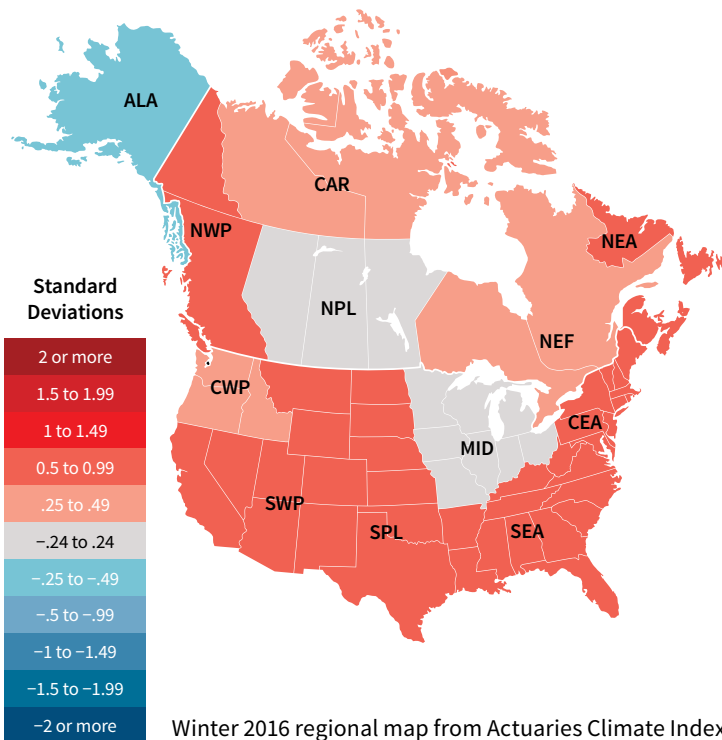 ALA
CAR
NWP
NEA
NPL
NEF
CWP
CEA
MID
SWP
SPL
SEA
Standard
Deviations
2 or more
1.5 to 1.99
1 to 1.49
0.5 to 0.99
.25 to .49
−.24 to .24
−.25 to −.49
−.5 to −.99
−1 to −1.49
−1.5 to −1.99
−2 or more
Winter 2016 regional map from Actuaries Climate Index